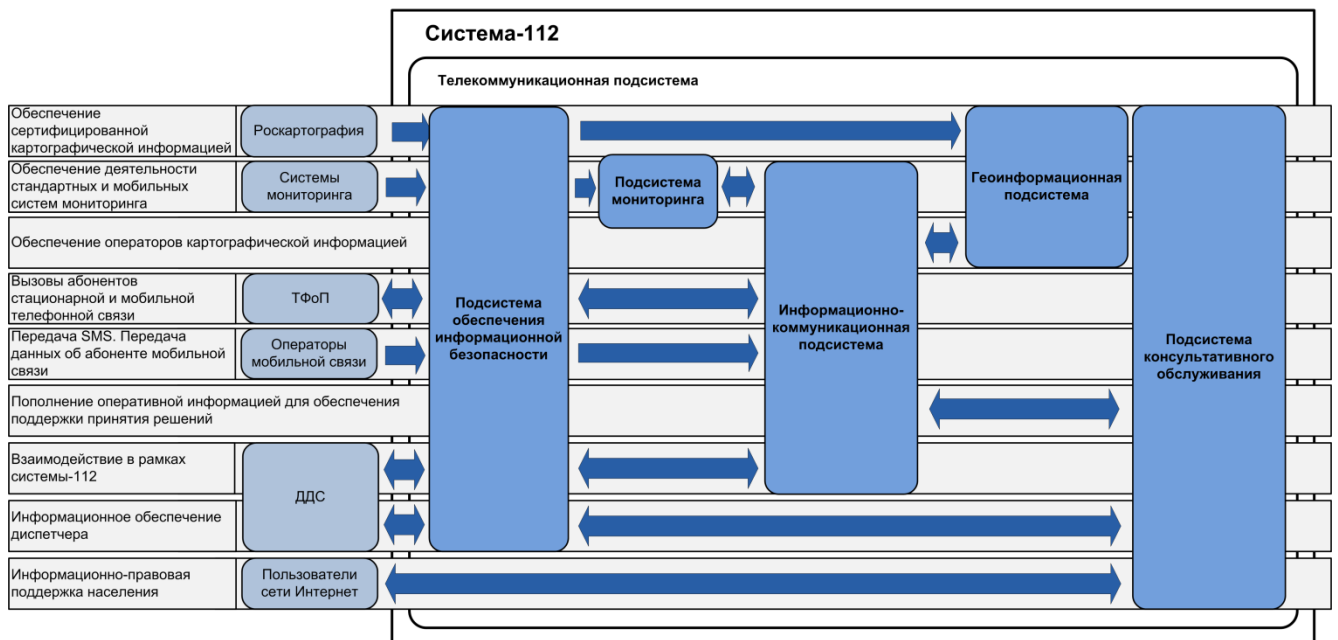 Система-112
Телекоммуникационная подсистема
Обеспечение
сертифицированной
картографической информацией
Роскартография
Обеспечение деятельности
стандартных и мобильных
систем мониторинга
Системы
мониторинга
Подсистема
мониторинга
Геоинформационная
подсистема
Обеспечение операторов картографической информацией
Вызовы абонентов
стационарной и мобильной
телефонной связи
ТФоП
Подсистема
обеспечения
информационной
безопасности
Информационно-
коммуникационная
подсистема
Передача SMS. Передача
данных об абоненте мобильной
связи
Операторы
мобильной связи
Подсистема
консультативного
обслуживания
Пополнение оперативной информацией для обеспечения
поддержки принятия решений
Взаимодействие в рамках
системы-112
ДДС
Информационное обеспечение
диспетчера
Информационно-правовая
поддержка населения
Пользователи
сети Интернет